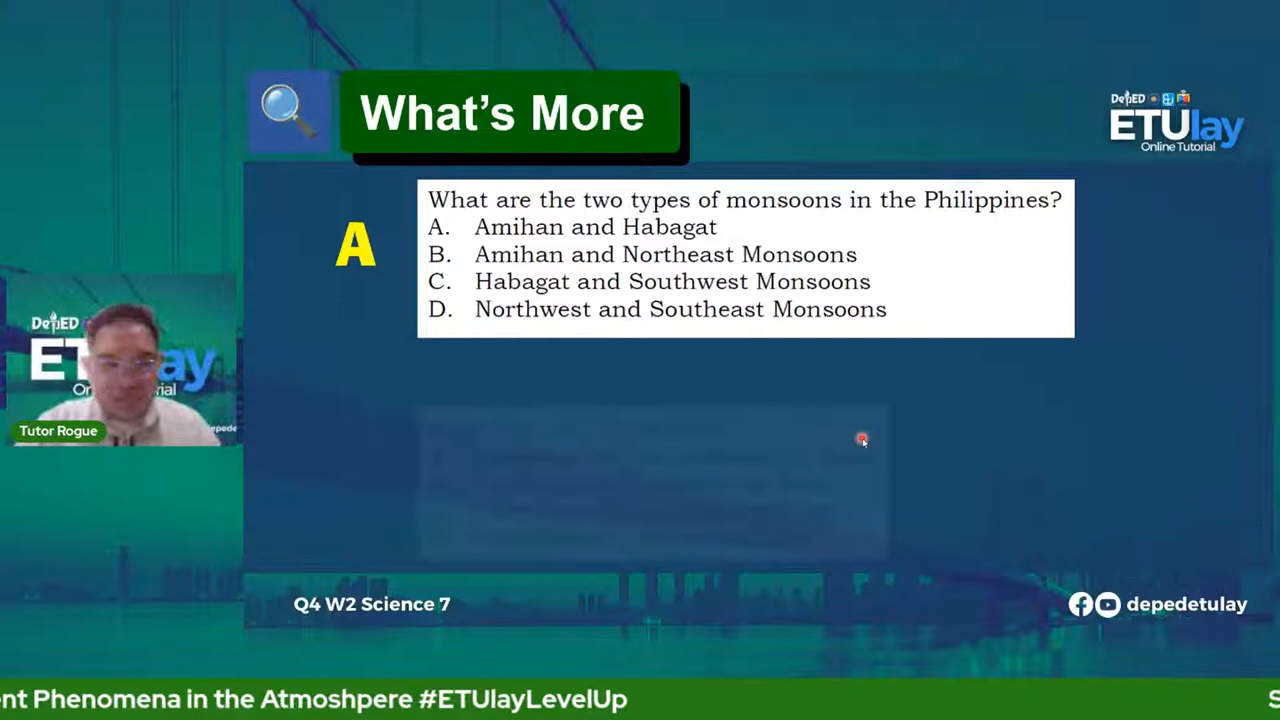 What's More
DepED
ETUlay
Online Tutorial
What are the two types of monsoons in the Philippines?
A. Amihan and Habagat
B. Amihan and Northeast Monsoons
C. Habagat and Southwest Monsoons
D. Northwest and Southeast Monsoons
A
DepED
Tutor Rogue
Q4 W2 Science 7
depedetulay
ent Phenomena in the Atmoshpere #ETUlayLevelUp
S